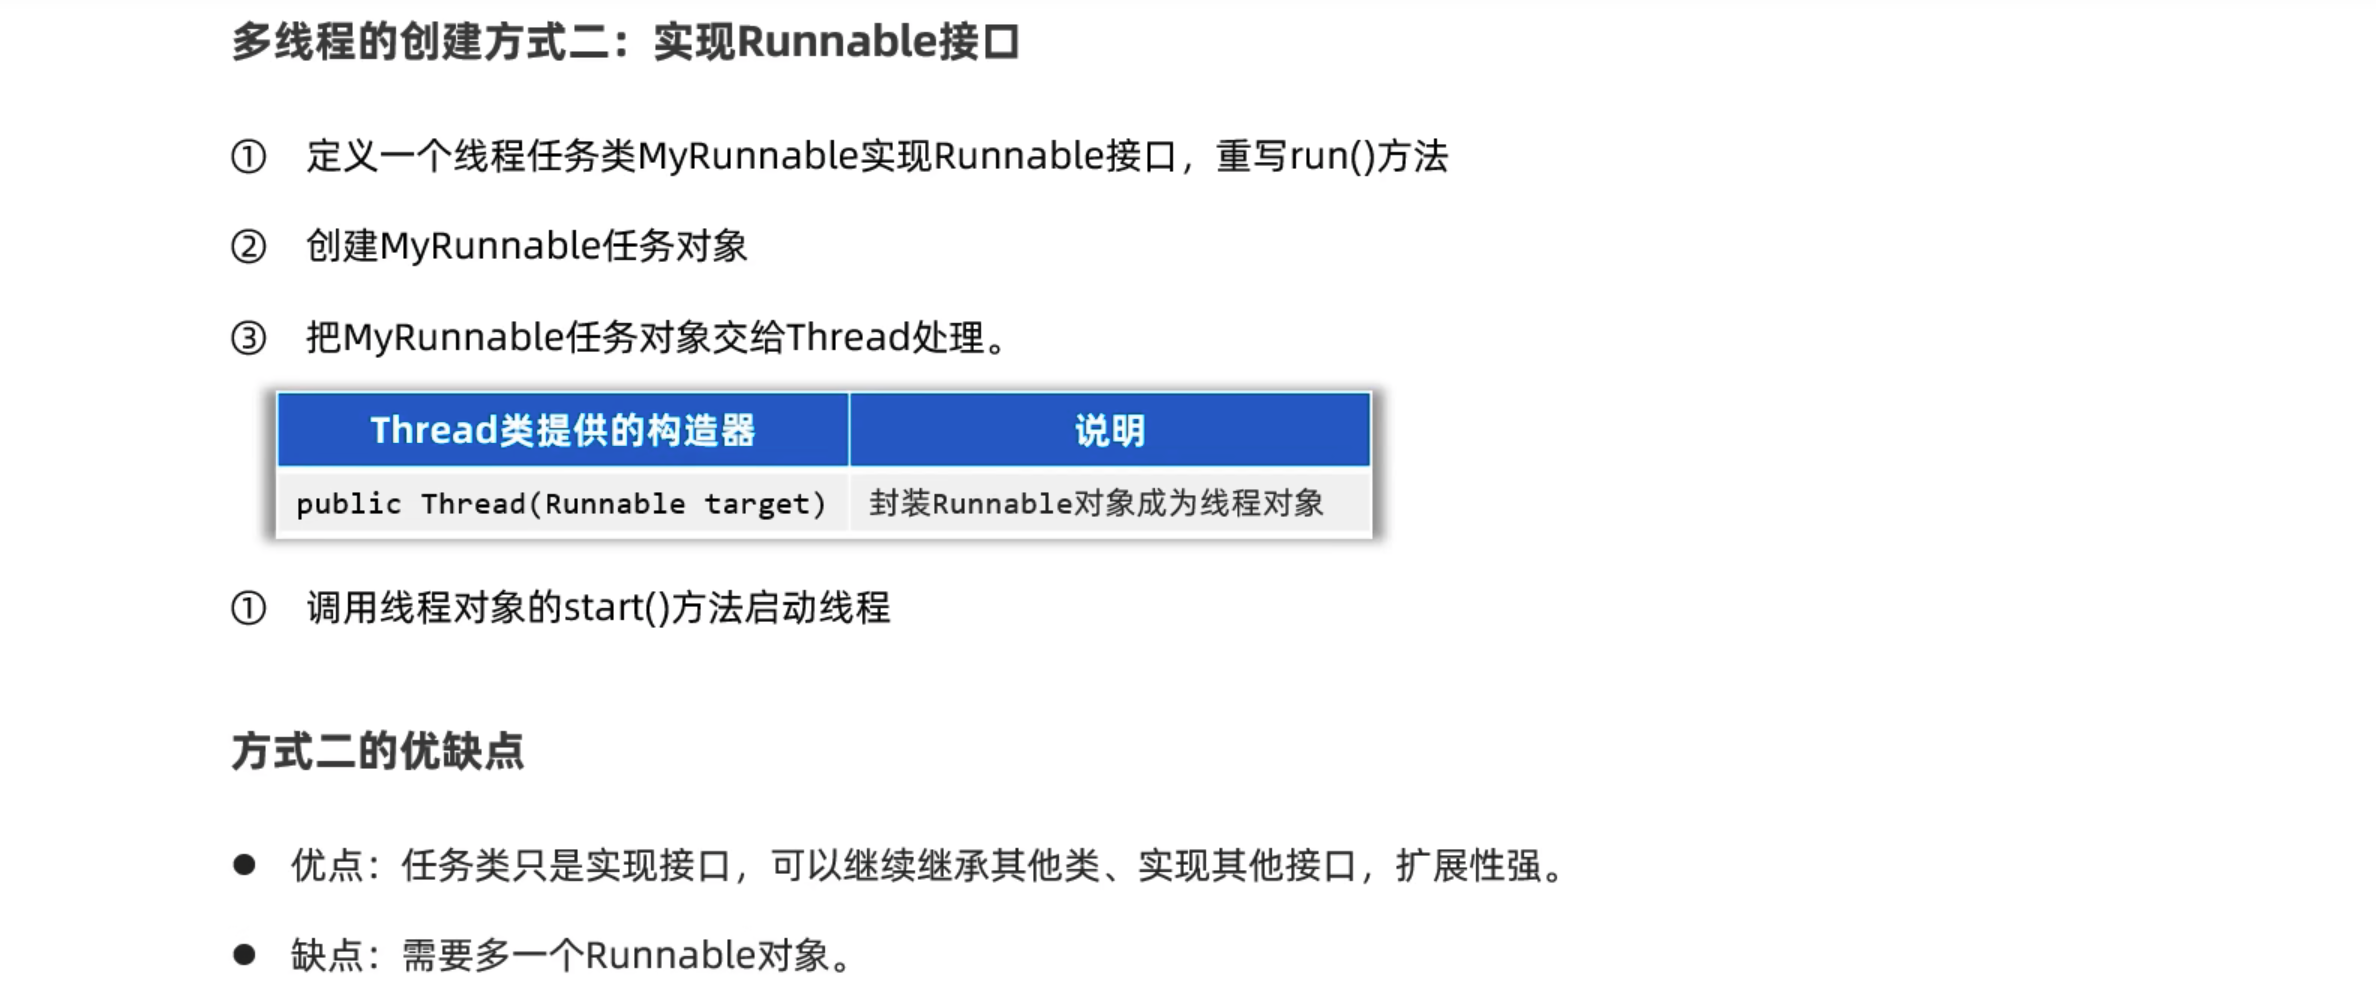 多线程的创建方式二：实现Runnable接口
① 定义一个线程任务类MyRunnable实现Runnable接口，重写run()方法
② 创建MyRunnable任务对象
③ 把MyRunnable任务对象交给Thread处理。
Thread类提供的构造器 说明
public Thread(Runnable target) 封装Runnable对象成为线程对象
① 调用线程对象的start()方法启动线程
方式二的优缺点
● 优点：任务类只是实现接口，可以继续继承其他类、实现其他接口，扩展性强。
● 缺点：需要多一个Runnable对象。